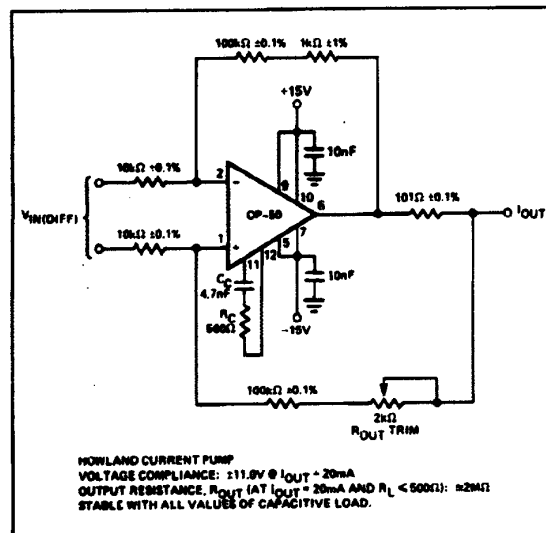 100kΩ ±0.1%
1kΩ ±1%
+15V
10nF
10kΩ ±0.1%
2
−
9
10
6
101Ω ±0.1%
VIN(DIFF)
OP-50
IOUT
10kΩ ±0.1%
1
+
7
5
12
11
CC
4.7nF
10nF
RC
560Ω
−15V
100kΩ ±0.1%
2kΩ
ROUT TRIM
HOWLAND CURRENT PUMP
VOLTAGE COMPLIANCE: ±11.0V @ IOUT = 20mA
OUTPUT RESISTANCE, ROUT (AT IOUT = 20mA AND RL < 500Ω): ≈2MΩ
STABLE WITH ALL VALUES OF CAPACITIVE LOAD.